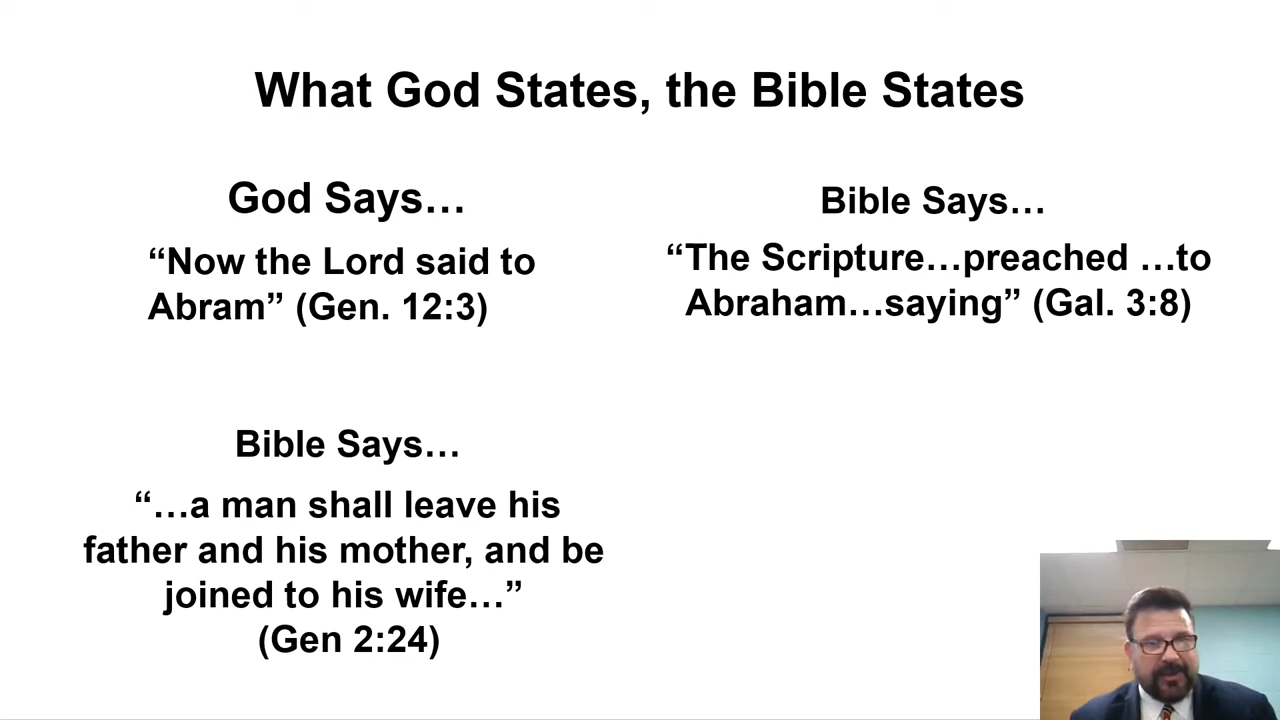 What God States, the Bible States
God Says…
“Now the Lord said to
Abram” (Gen. 12:3)
Bible Says…
“The Scripture…preached …to
Abraham…saying” (Gal. 3:8)
Bible Says…
“…a man shall leave his
father and his mother, and be
joined to his wife…”
(Gen 2:24)